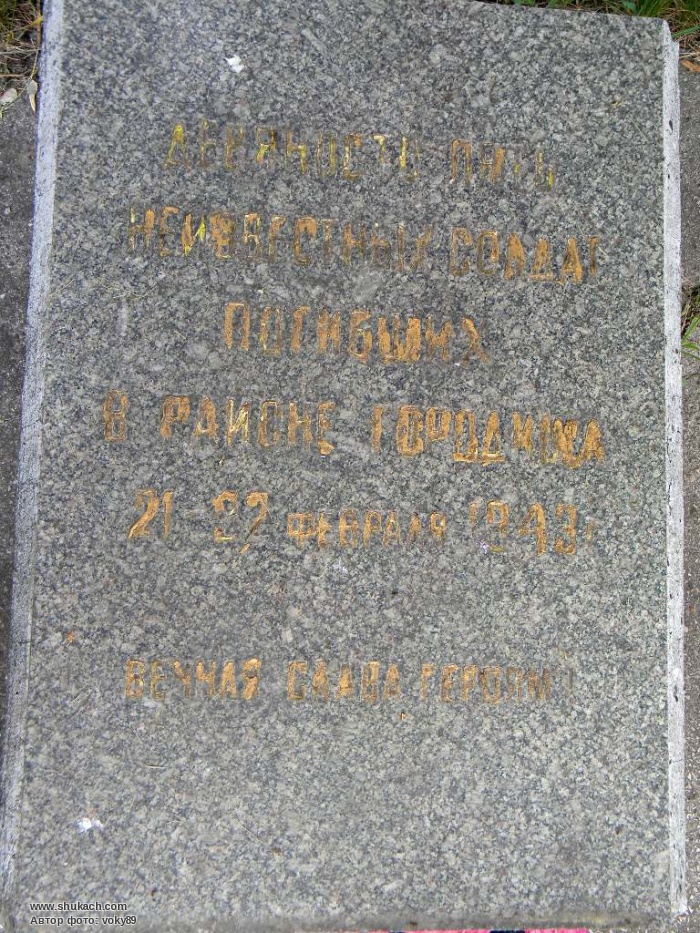 ДЕВЯНОСТО ПЯТЬ
НЕИЗВЕСТНЫХ СОЛДАТ
ПОГИБШИХ
В РАЙОНЕ ГОРОДИЩА
21-22 ФЕВРАЛЯ 1943 г
ВЕЧНАЯ СЛАВА ГЕРОЯМ!
www.shukach.com
Автор фото: voky89